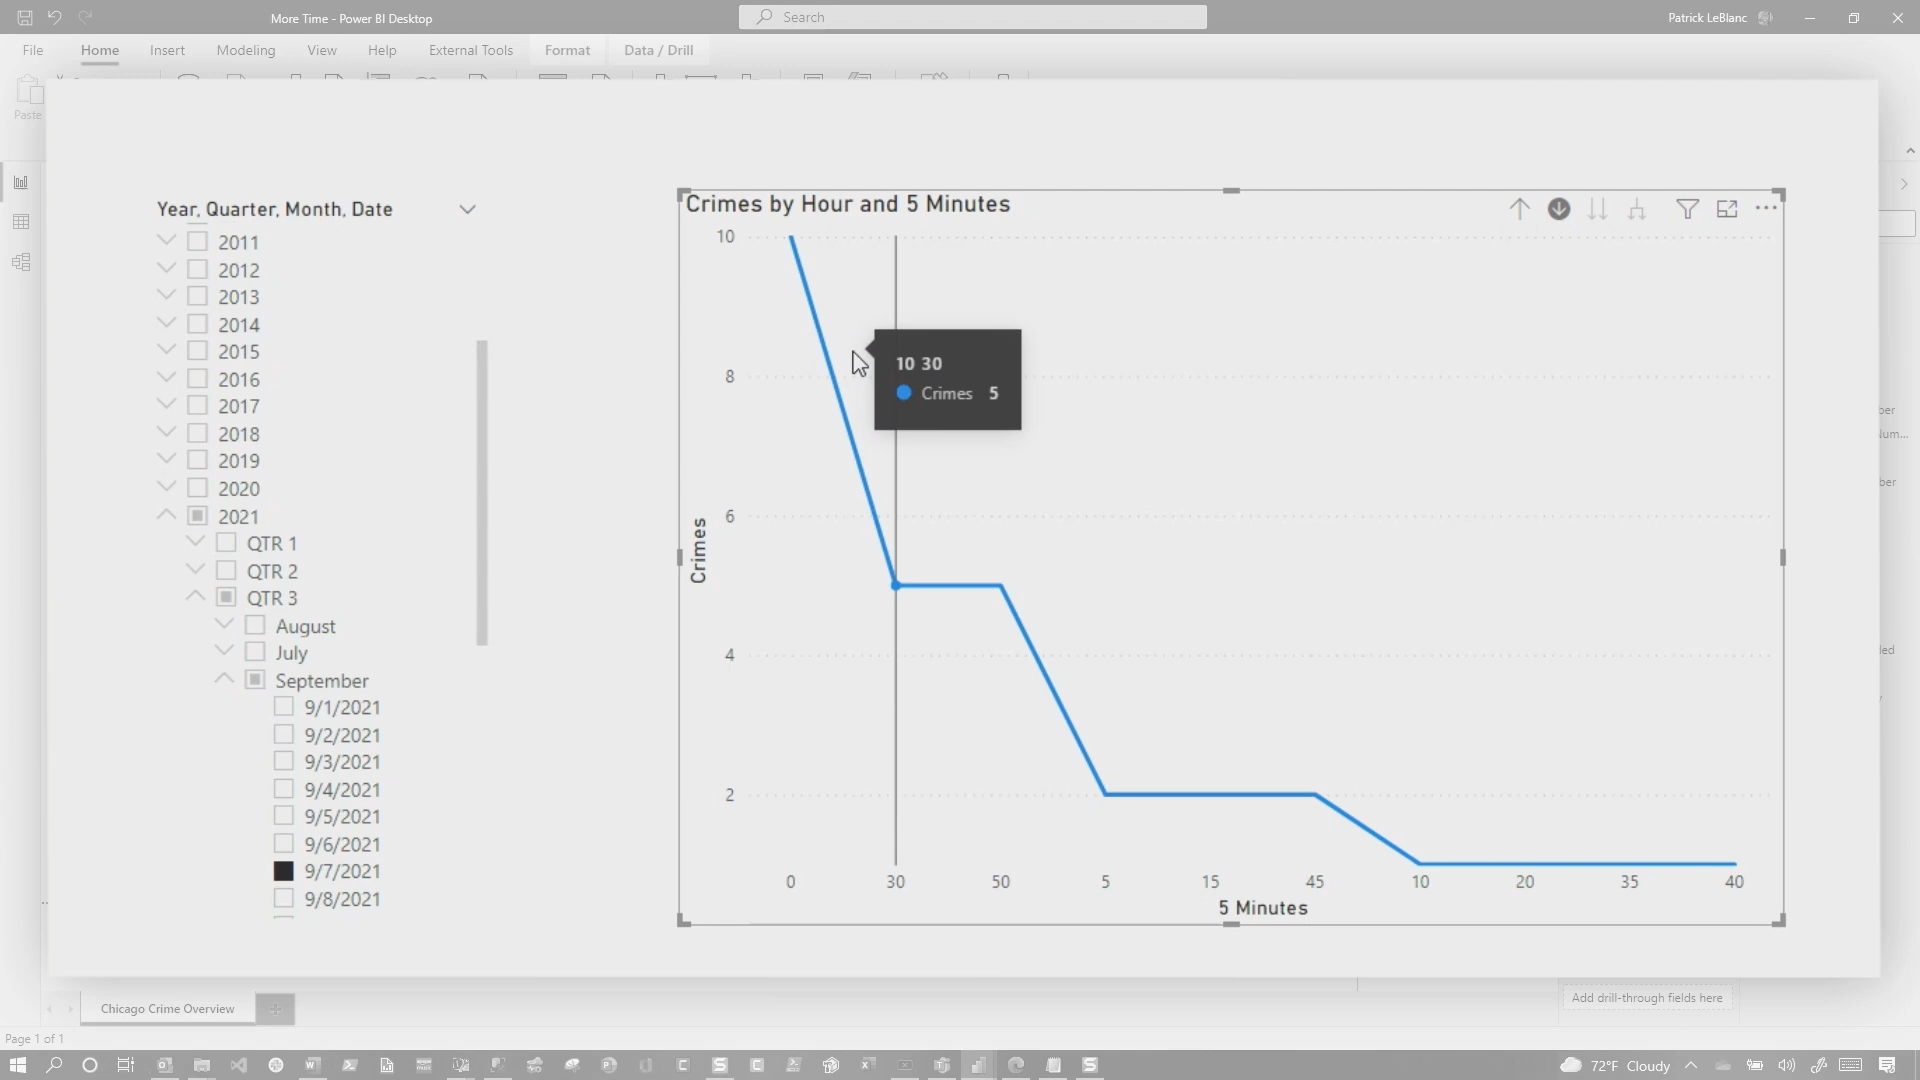 More Time - Power BI Desktop
Search
Patrick LeBlanc
File
Home
Insert
Modeling
View
Help
External Tools
Format
Data / Drill
Paste
Year, Quarter, Month, Date
2011
2012
2013
2014
2015
2016
2017
2018
2019
2020
2021
QTR 1
QTR 2
QTR 3
August
July
September
9/1/2021
9/2/2021
9/3/2021
9/4/2021
9/5/2021
9/6/2021
9/7/2021
9/8/2021
Crimes by Hour and 5 Minutes
10
8
6
4
2
Crimes
10 30
Crimes 5
0 30 50 5 15 45 10 20 35 40
5 Minutes
Add drill-through fields here
Chicago Crime Overview
Page 1 of 1
72°F Cloudy